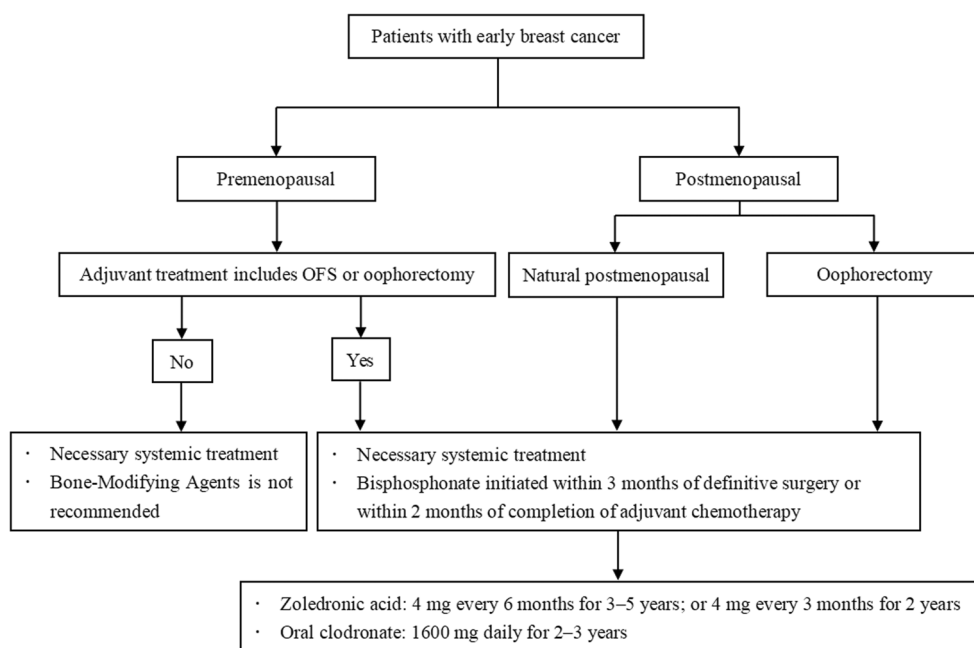 Patients with early breast cancer
Premenopausal
Postmenopausal
Adjuvant treatment includes OFS or oophorectomy
Natural postmenopausal
Oophorectomy
No
Yes
· Necessary systemic treatment
· Bone-Modifying Agents is not
recommended
· Necessary systemic treatment
· Bisphosphonate initiated within 3 months of definitive surgery or
within 2 months of completion of adjuvant chemotherapy
· Zoledronic acid: 4 mg every 6 months for 3–5 years; or 4 mg every 3 months for 2 years
· Oral clodronate: 1600 mg daily for 2–3 years